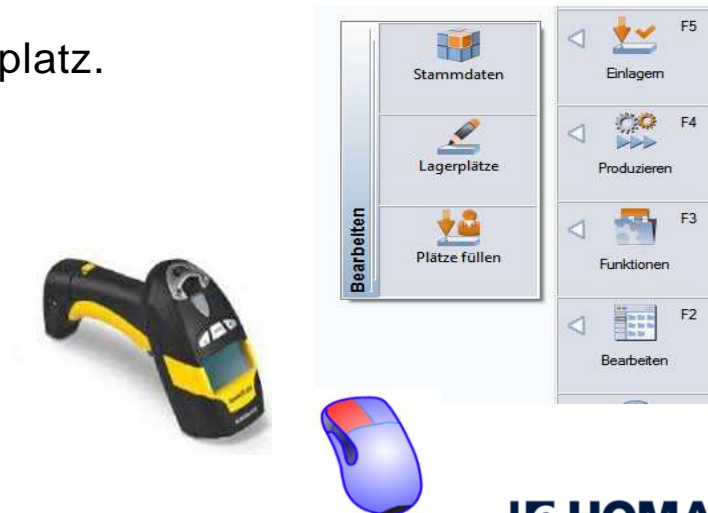 platz.
Bearbeiten
Stammdaten
Lagerplätze
Plätze füllen
F5
Einlagern
F4
Produzieren
F3
Funktionen
F2
Bearbeiten